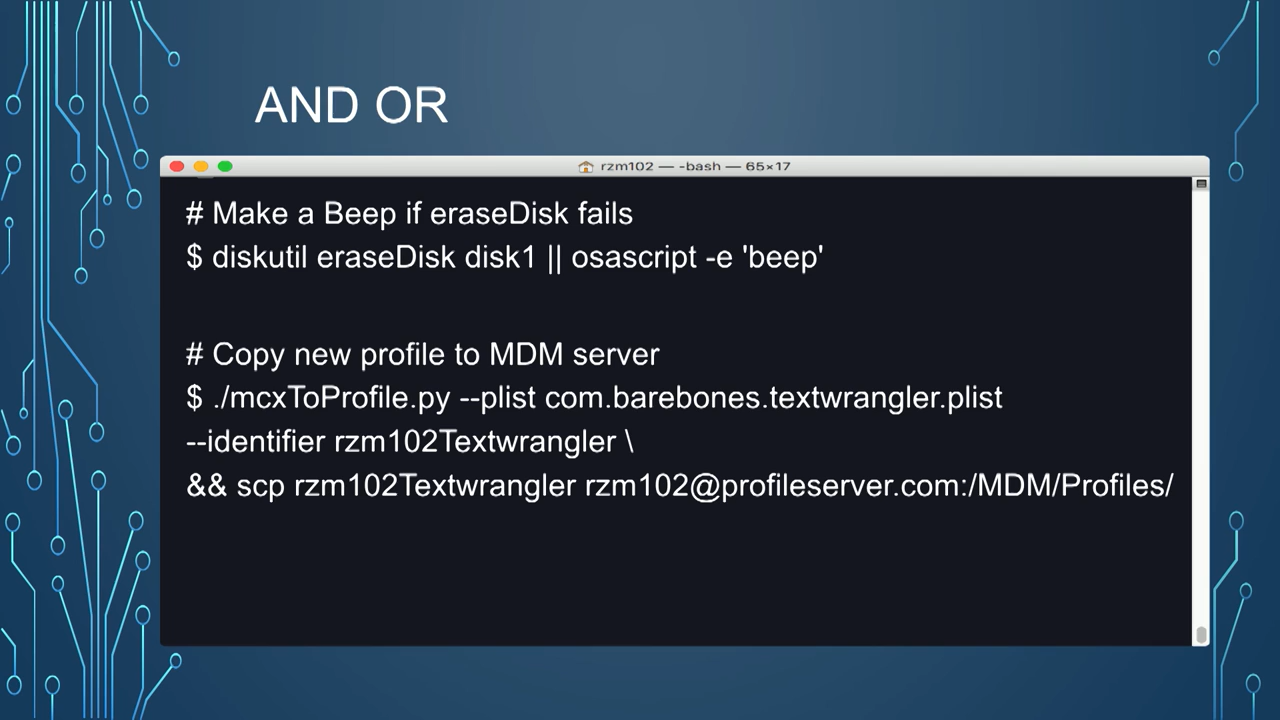 AND OR
rzm102 — -bash — 65×17
# Make a Beep if eraseDisk fails
$ diskutil eraseDisk disk1 || osascript -e 'beep'
# Copy new profile to MDM server
$ ./mcxToProfile.py --plist com.barebones.textwrangler.plist
--identifier rzm102Textwrangler \
&& scp rzm102Textwrangler rzm102@profileserver.com:/MDM/Profiles/